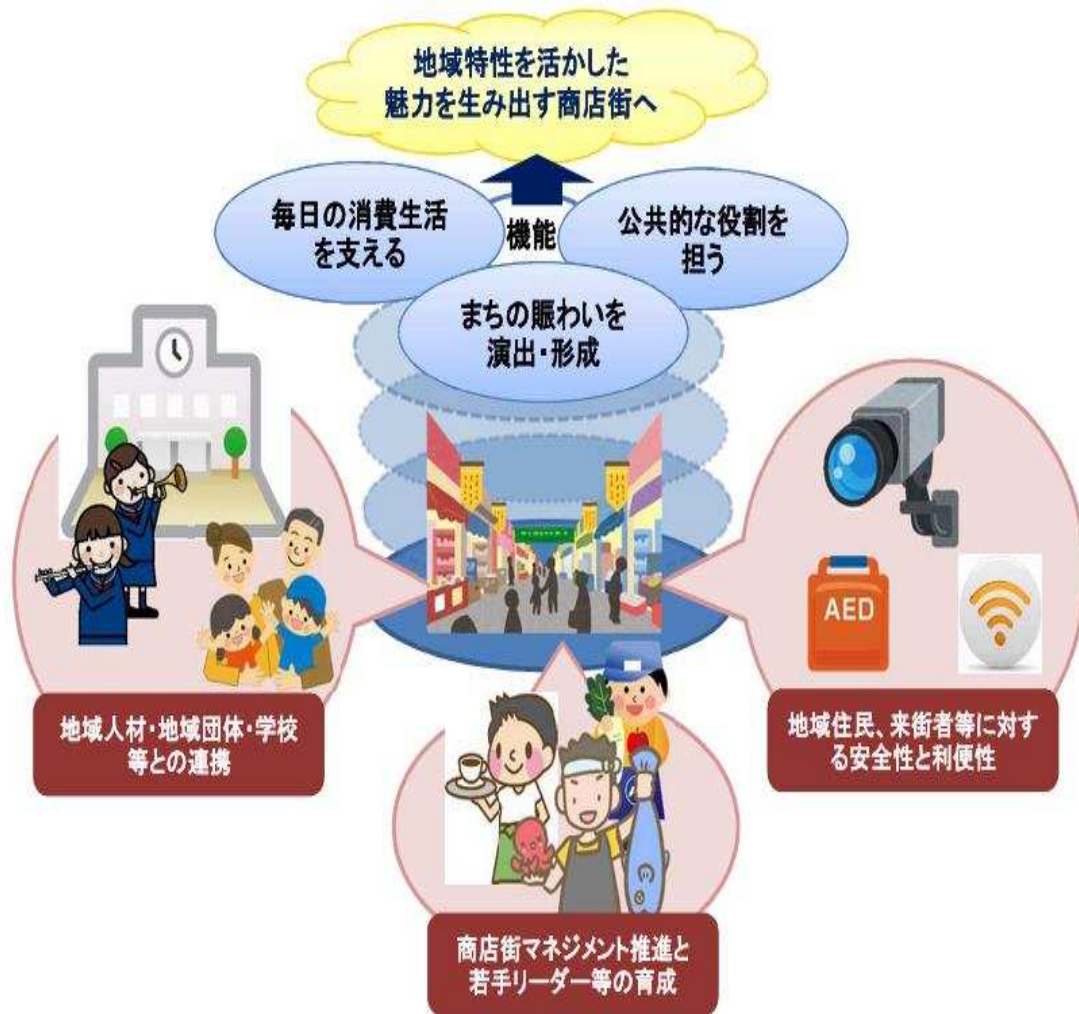 地域特性を活かした
魅力を生み出す商店街へ
毎日の消費生活
を支える
機能
公共的な役割を
担う
まちの賑わいを
演出・形成
AED
地域人材・地域団体・学校
等との連携
地域住民、来街者等に対す
る安全性と利便性
商店街マネジメント推進と
若手リーダー等の育成